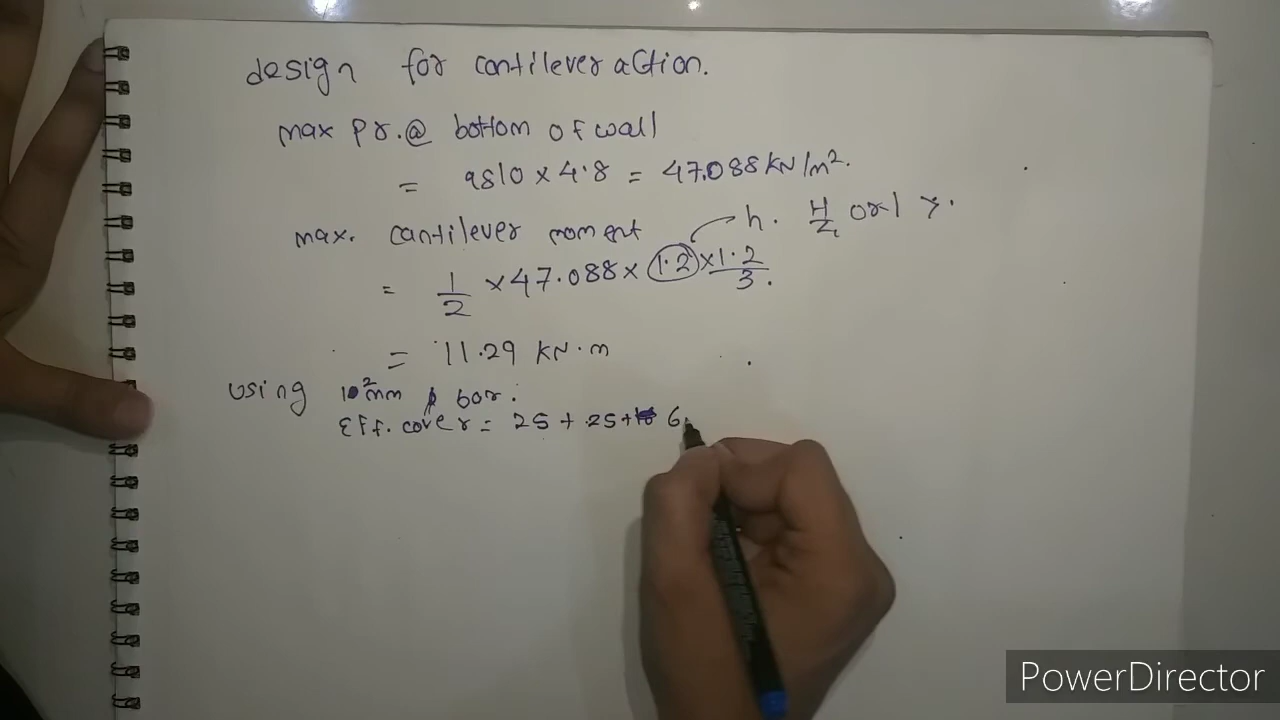 design for cantilever action.
max pr. @ bottom of wall
= 9810 × 4.8 = 47.088 KN/m².
max. cantilever moment h. H/4 or 1 >.
= 1/2 × 47.088 × 1.2 × 1.2/3.
= 11.29 KN.m
Using mm ϕ bar.
Eff. cover = 25 + 25 + 6
PowerDirector